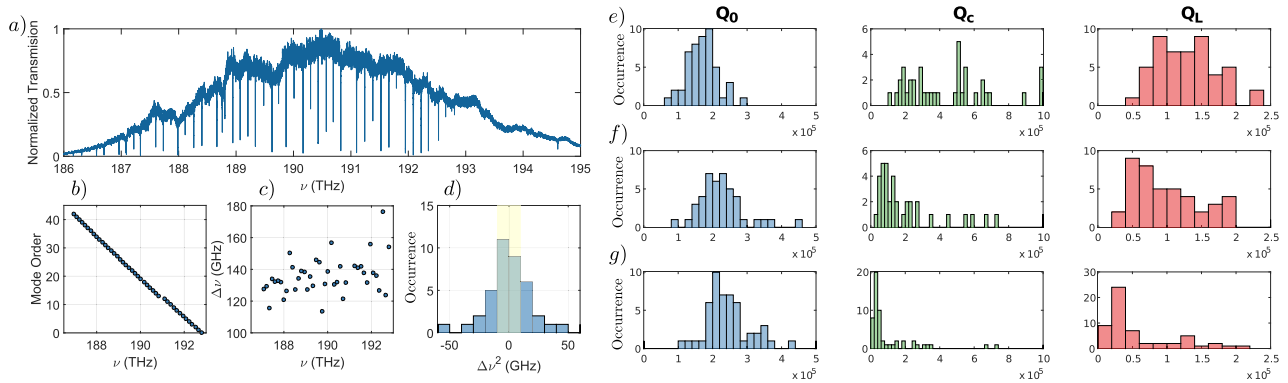 a)
Normalized Transmission
1
0.5
0
186 187 188 189 190 191 192 193 194 195
ν (THz)
b)
Mode Order
40
30
20
10
0
188 190 192
ν (THz)
c)
Δν (GHz)
180
160
140
120
100
188 190 192
ν (THz)
d)
Occurrence
15
10
5
0
-50 0 50
Δν² (GHz)
Q₀ Q_c Q_L
e)
Occurrence
10
5
0
0 1 2 3 4 5
x 10⁵
6
4
2
0
0 2 4 6 8 10
x 10⁵
10
5
0
0 0.5 1 1.5 2 2.5
x 10⁵
f)
Occurrence
10
5
0
0 1 2 3 4 5
x 10⁵
6
4
2
0
0 2 4 6 8 10
x 10⁵
10
5
0
0 0.5 1 1.5 2 2.5
x 10⁵
g)
Occurrence
10
5
0
0 1 2 3 4 5
x 10⁵
20
10
0
0 2 4 6 8 10
x 10⁵
30
20
10
0
0 0.5 1 1.5 2 2.5
x 10⁵